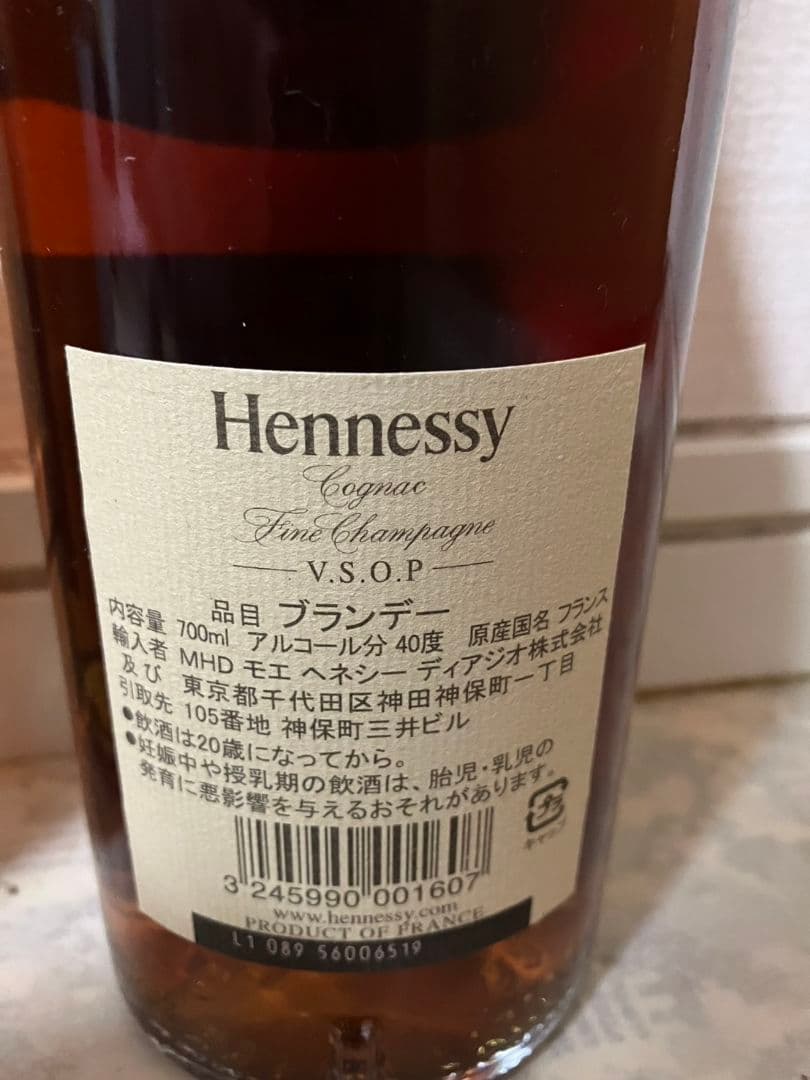 Hennessy
Cognac
Fine Champagne
V.S.O.P
品目 ブランデー
内容量 700ml アルコール分 40度 原産国名 フランス
輸入者 MHD モエ ヘネシー ディアジオ株式会社
及び 東京都千代田区神田神保町一丁目
引取先 105番地 神保町三井ビル
●飲酒は20歳になってから。
●妊娠中や授乳期の飲酒は、胎児・乳児の
発育に悪影響を与えるおそれがあります。
キャップ
3 245990 001607
www.hennessy.com
PRODUCT OF FRANCE
L1 089 56006519